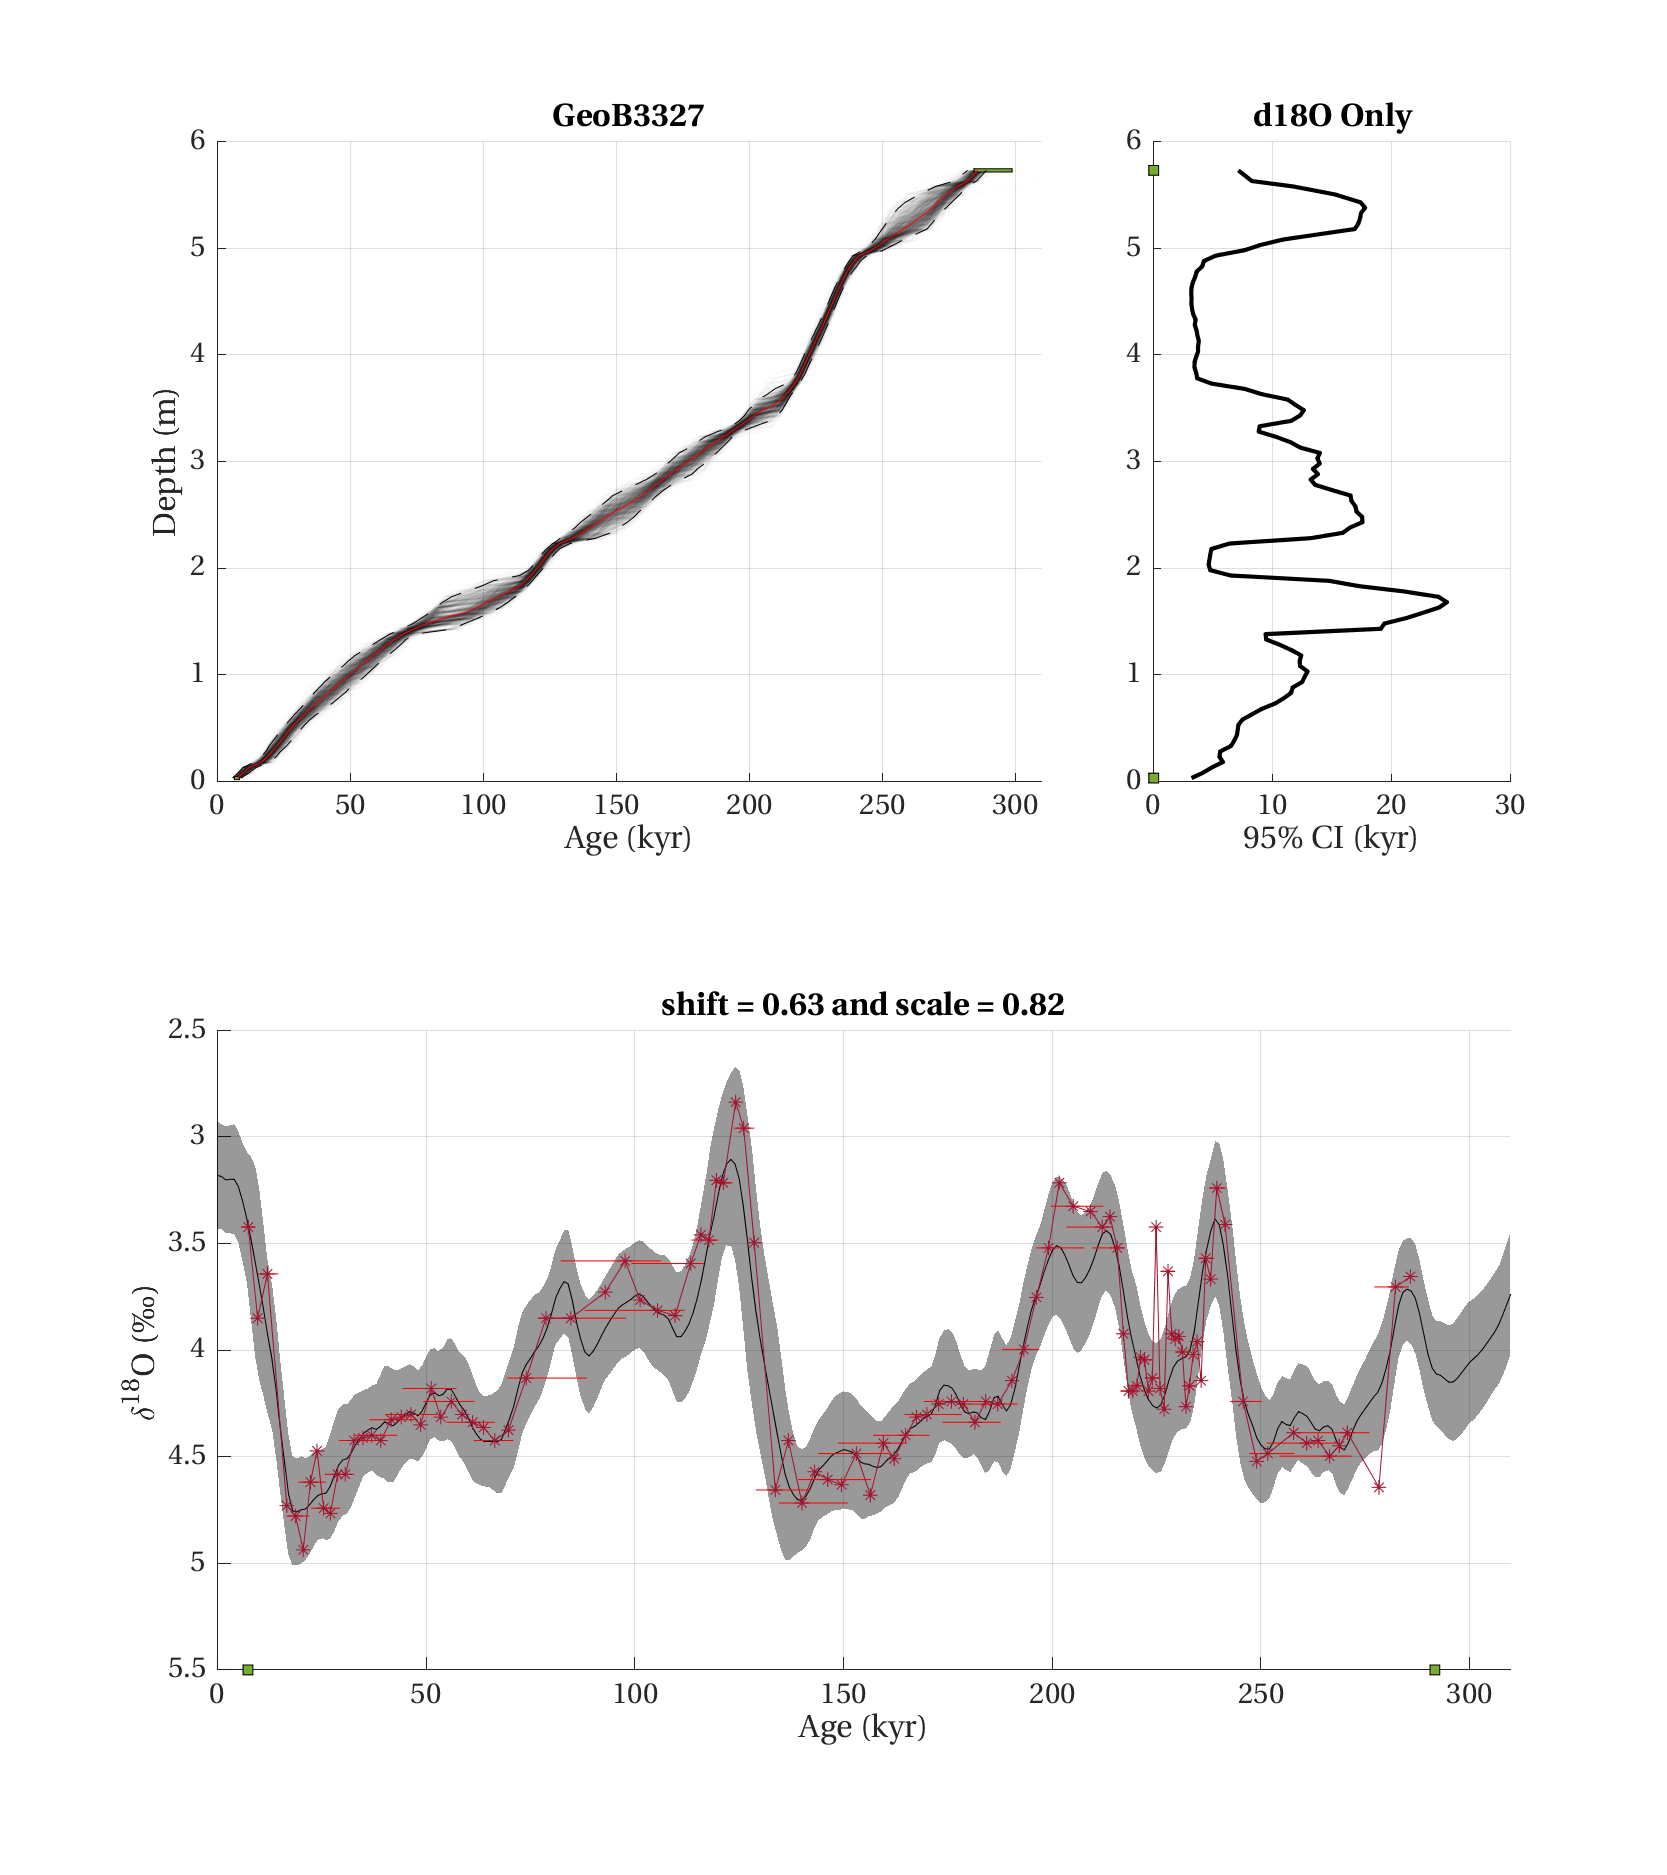 GeoB3327
6
5
4
3
2
1
0
Depth (m)
0 50 100 150 200 250 300
Age (kyr)
d18O Only
6
5
4
3
2
1
0
0 10 20 30
95% CI (kyr)
shift = 0.63 and scale = 0.82
2.5
3
3.5
4
4.5
5
5.5
δ¹⁸O (‰)
0 50 100 150 200 250 300
Age (kyr)